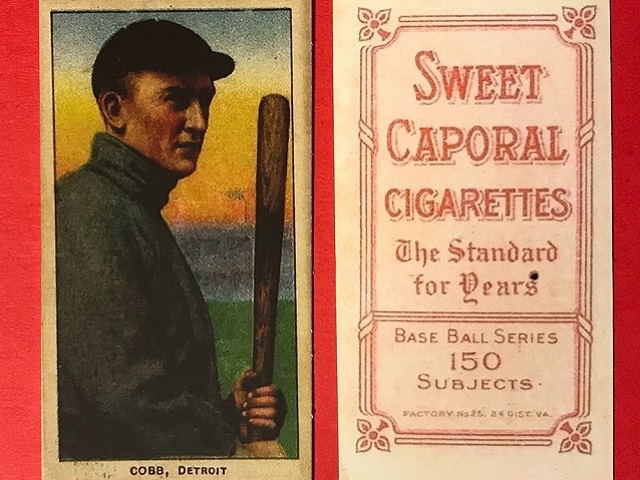 COBB, DETROIT
SWEET
CAPORAL
CIGARETTES
The Standard
for Years
BASE BALL SERIES
150
SUBJECTS.
FACTORY No 25, 2d DIST. VA.